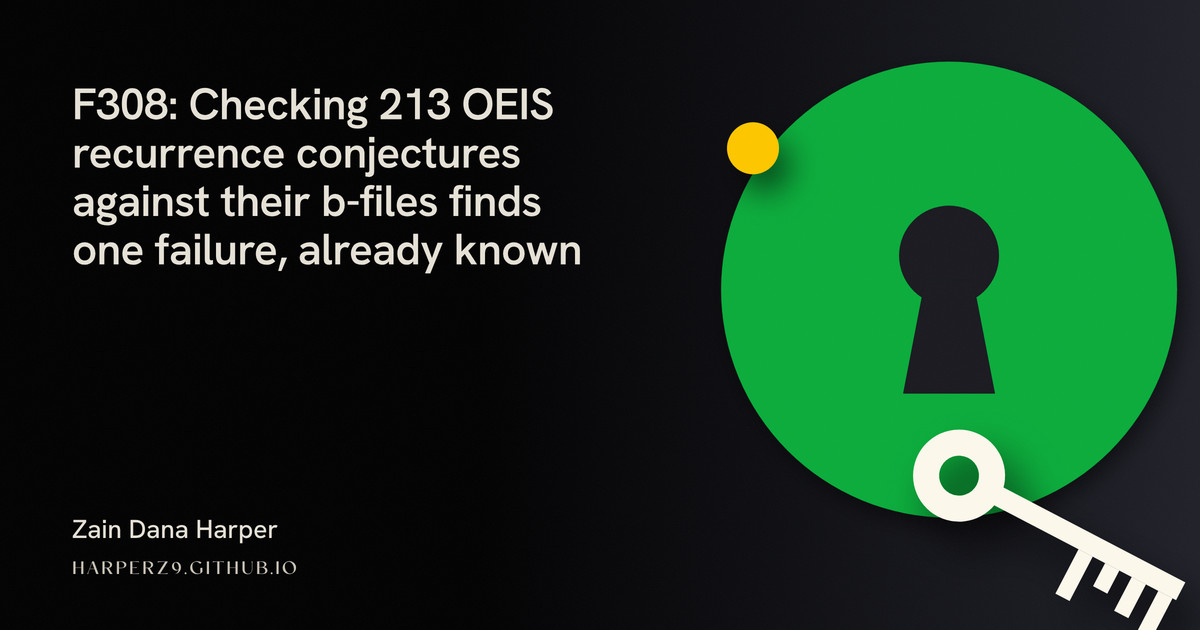 F308: Checking 213 OEIS
recurrence conjectures
against their b-files finds
one failure, already known
Zain Dana Harper
HARPERZ9.GITHUB.IO